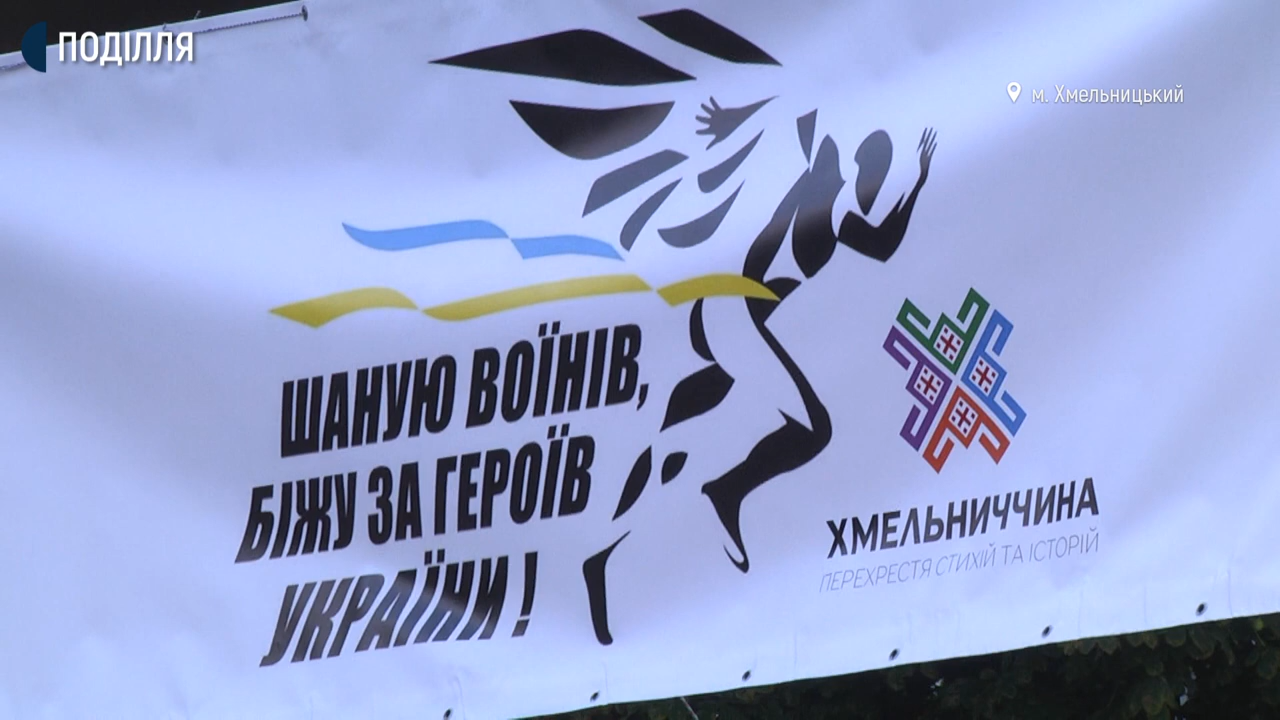 ПОДІЛЛЯ
м. Хмельницький
ШАНУЮ ВОЇНІВ,
БІЖУ ЗА ГЕРОЇВ
УКРАЇНИ !
ХМЕЛЬНИЧЧИНА
ПЕРЕХРЕСТЯ СТИХІЙ ТА ІСТОРІЙ